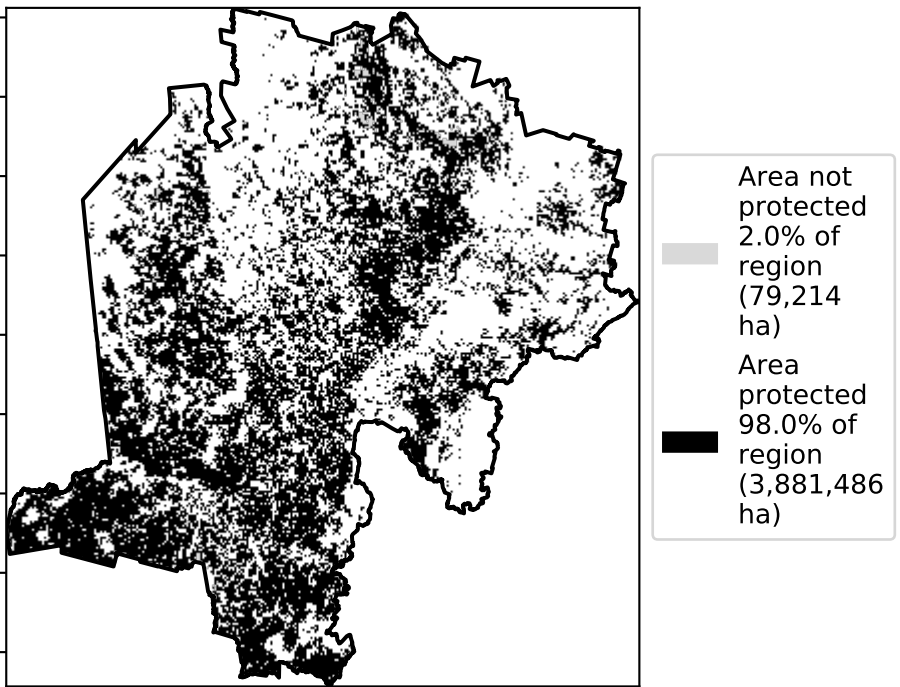 Area not
protected
2.0% of
region
(79,214
ha)
Area
protected
98.0% of
region
(3,881,486
ha)